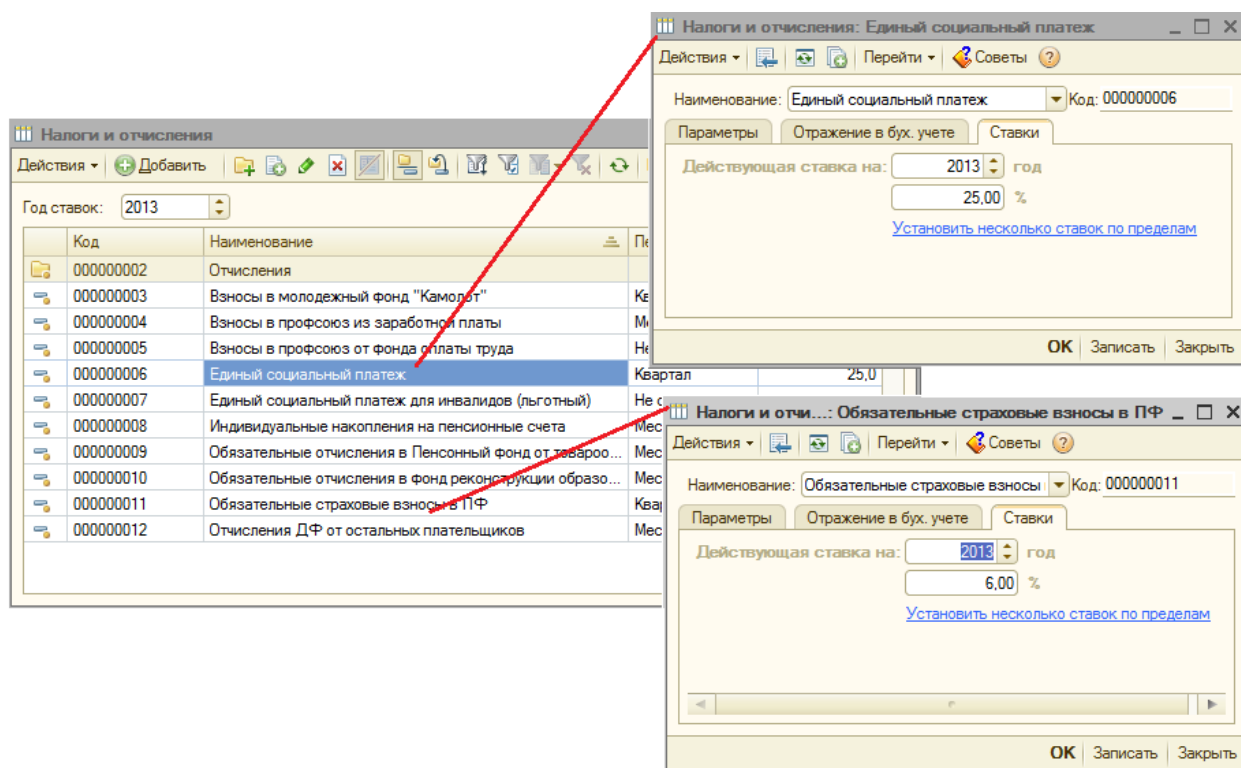 Налоги и отчисления: Единый социальный платеж
Действия Перейти Советы
Наименование: Единый социальный платеж Код: 000000006
Параметры Отражение в бух. учете Ставки
Действующая ставка на: 2013 год
25,00 %
Установить несколько ставок по пределам
OK Записать Закрыть
Налоги и отчисления
Действия Добавить
Год ставок: 2013
Код Наименование
000000002 Отчисления
000000003 Взносы в молодежный фонд "Камолот"
000000004 Взносы в профсоюз из заработной платы
000000005 Взносы в профсоюз от фонда оплаты труда
000000006 Единый социальный платеж Квартал 25,0
000000007 Единый социальный платеж для инвалидов (льготный) Не
000000008 Индивидуальные накопления на пенсионные счета Мес
000000009 Обязательные отчисления в Пенсонный фонд от товароо... Мес
000000010 Обязательные отчисления в фонд реконструкции образо... Мес
000000011 Обязательные страховые взносы в ПФ Ква
000000012 Отчисления ДФ от остальных плательщиков Мес
Налоги и отчи...: Обязательные страховые взносы в ПФ
Действия Перейти Советы
Наименование: Обязательные страховые взносы Код: 000000011
Параметры Отражение в бух. учете Ставки
Действующая ставка на: 2013 год
6,00 %
Установить несколько ставок по пределам
OK Записать Закрыть